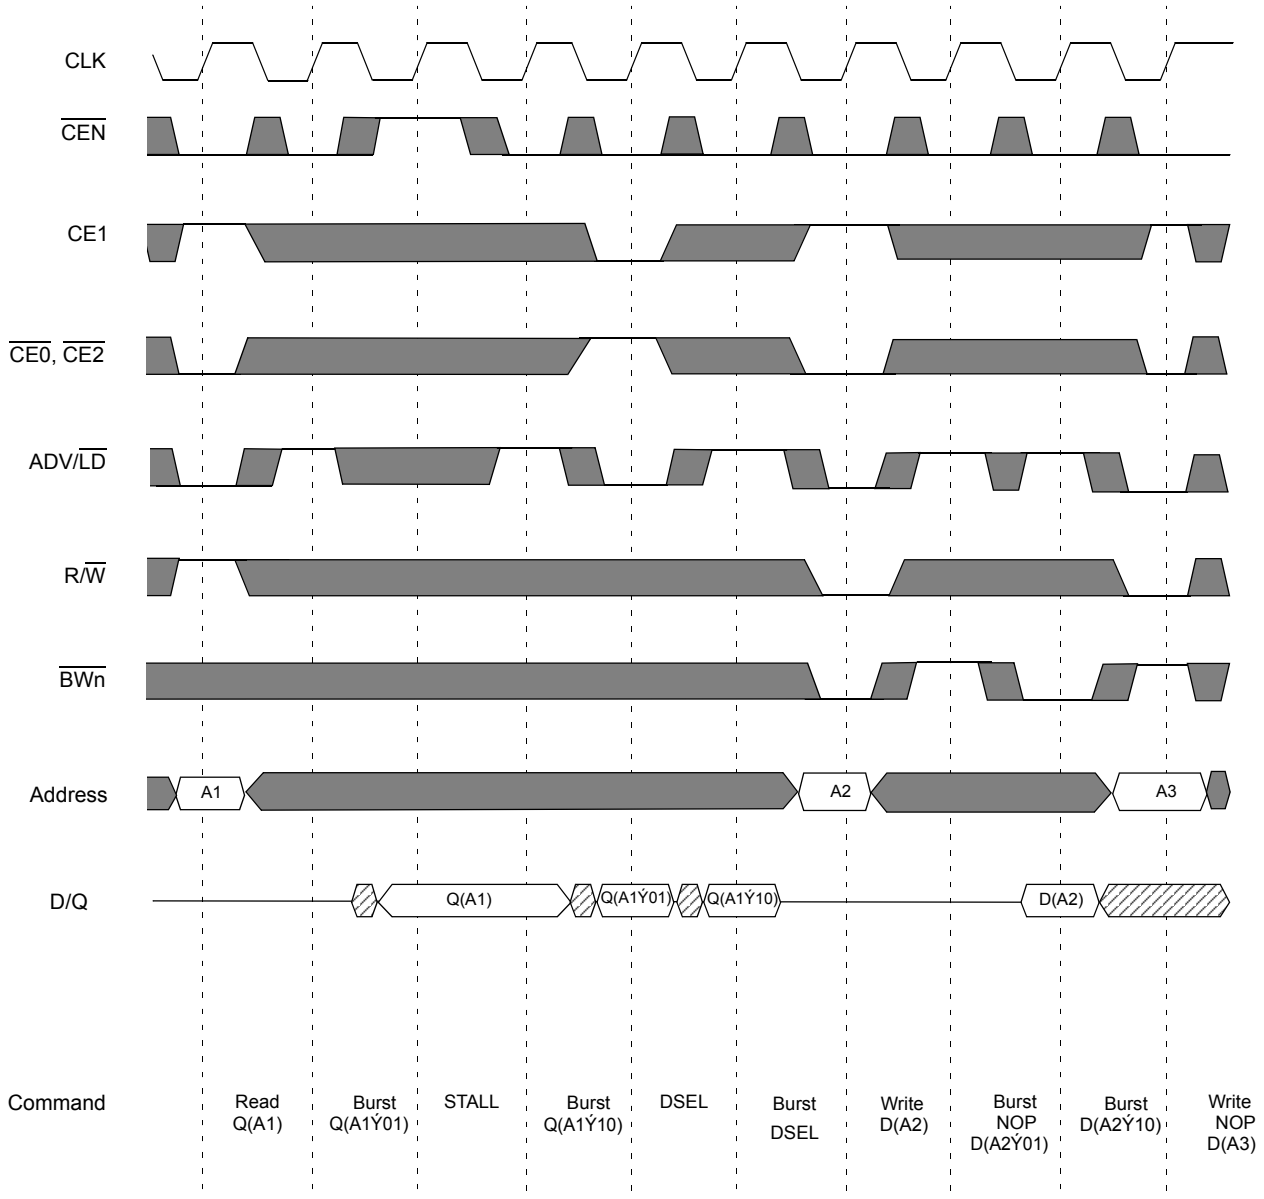 CLK
CEN
CE1
CE0, CE2
ADV/LD
R/W
BWn
Address A1 A2 A3
D/Q Q(A1) Q(A1Ý01) Q(A1Ý10) D(A2)
Command
Read
Q(A1)
Burst
Q(A1Ý01)
STALL
Burst
Q(A1Ý10)
DSEL
Burst
DSEL
Write
D(A2)
Burst
NOP
D(A2Ý01)
Burst
D(A2Ý10)
Write
NOP
D(A3)